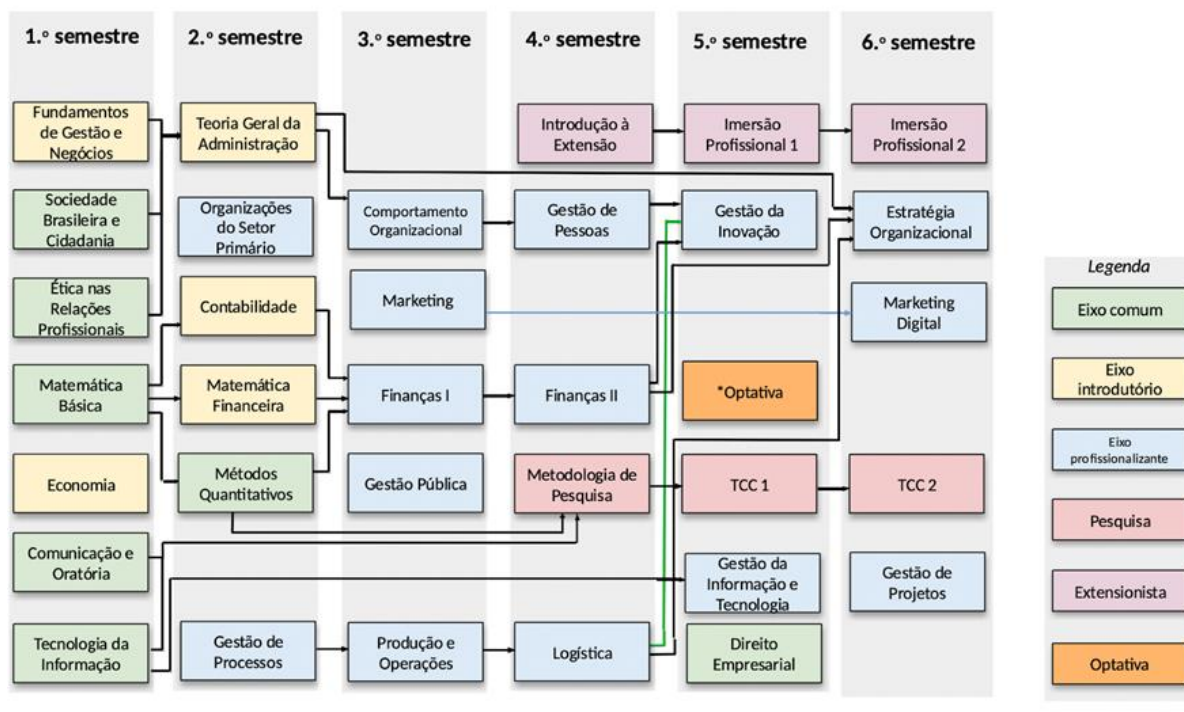 1.º semestre
2.º semestre
3.º semestre
4.º semestre
5.º semestre
6.º semestre
Fundamentos
de Gestão e
Negócios
Teoria Geral da
Administração
Introdução à
Extensão
Imersão
Profissional 1
Imersão
Profissional 2
Sociedade
Brasileira e
Cidadania
Organizações
do Setor
Primário
Comportamento
Organizacional
Gestão de
Pessoas
Gestão da
Inovação
Estratégia
Organizacional
Ética nas
Relações
Profissionais
Contabilidade
Marketing
Marketing
Digital
Matemática
Básica
Matemática
Financeira
Finanças I
Finanças II
*Optativa
Economia
Métodos
Quantitativos
Gestão Pública
Metodologia de
Pesquisa
TCC 1
TCC 2
Comunicação e
Oratória
Gestão da
Informação e
Tecnologia
Gestão de
Projetos
Tecnologia da
Informação
Gestão de
Processos
Produção e
Operações
Logística
Direito
Empresarial
Legenda
Eixo comum
Eixo
introdutório
Eixo
profissionalizante
Pesquisa
Extensionista
Optativa